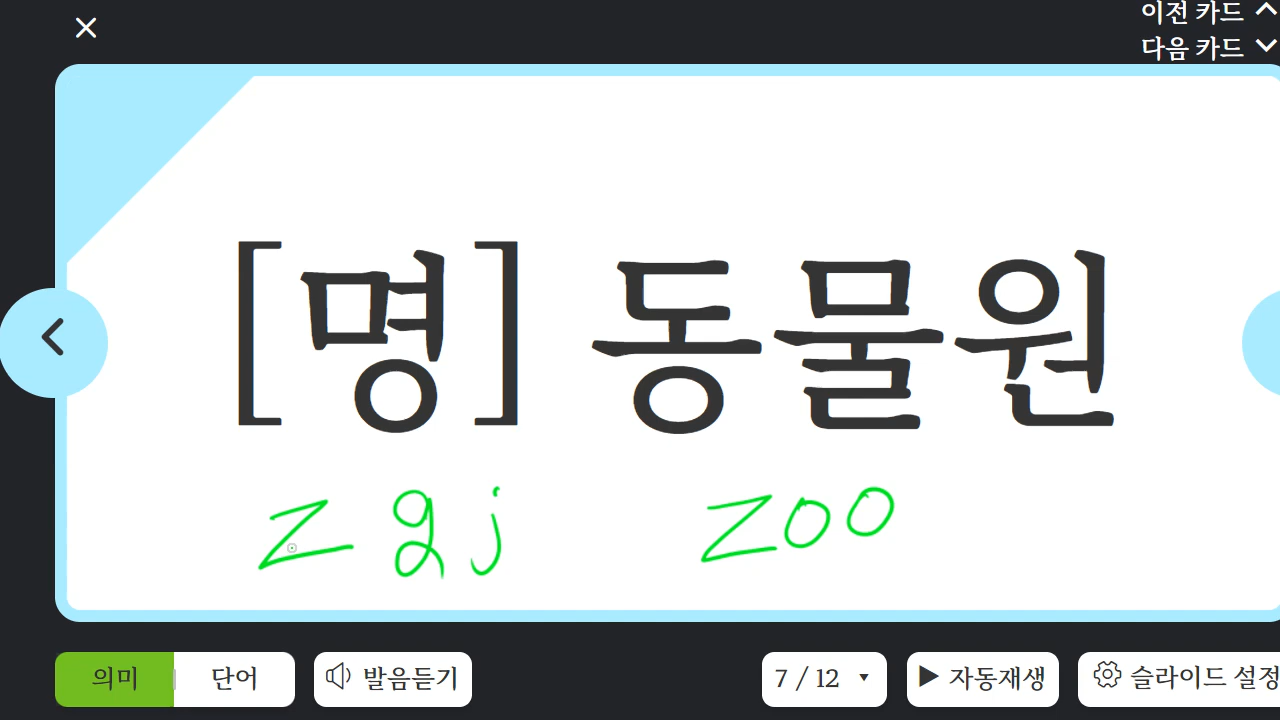 이전 카드
다음 카드
[명] 동물원
z g j zoo
의미 단어 발음듣기 7 / 12 자동재생 슬라이드 설정